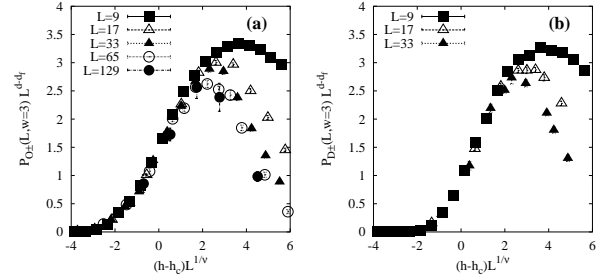 (a)
L=9
L=17
L=33
L=65
L=129
P_{O±}(L,w=3) L^{d-d_f}
4
3.5
3
2.5
2
1.5
1
0.5
0
-4 -2 0 2 4 6
(h-h_c)L^{1/ν}
(b)
L=9
L=17
L=33
P_{D±}(L,w=3) L^{d-d_f}
4
3.5
3
2.5
2
1.5
1
0.5
0
-4 -2 0 2 4 6
(h-h_c)L^{1/ν}